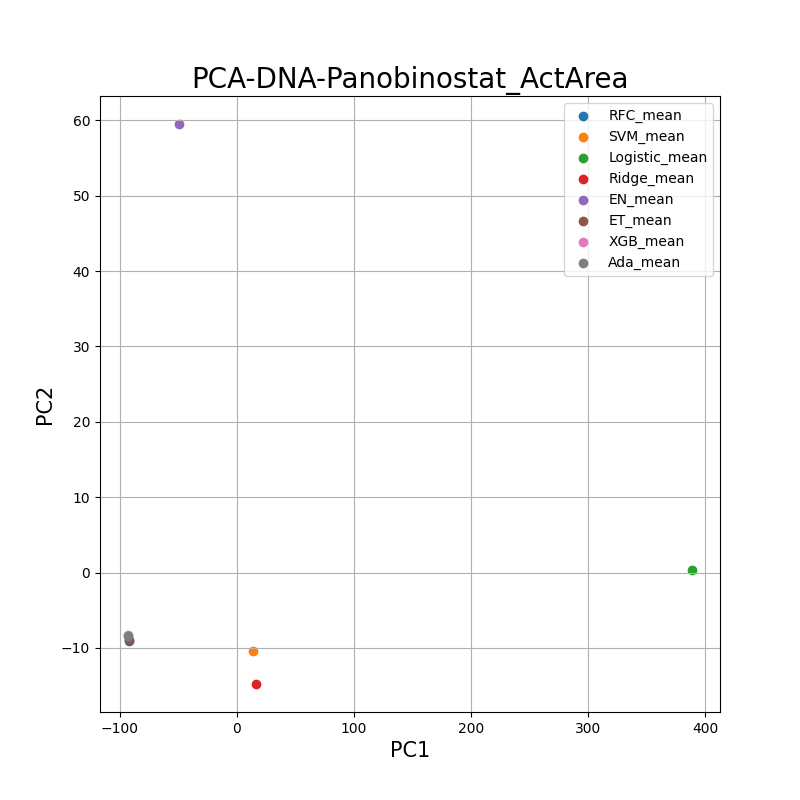 PCA-DNA-Panobinostat_ActArea
RFC_mean
SVM_mean
Logistic_mean
Ridge_mean
EN_mean
ET_mean
XGB_mean
Ada_mean
60
50
40
30
20
10
0
−10
PC2
−100
0
100
200
300
400
PC1